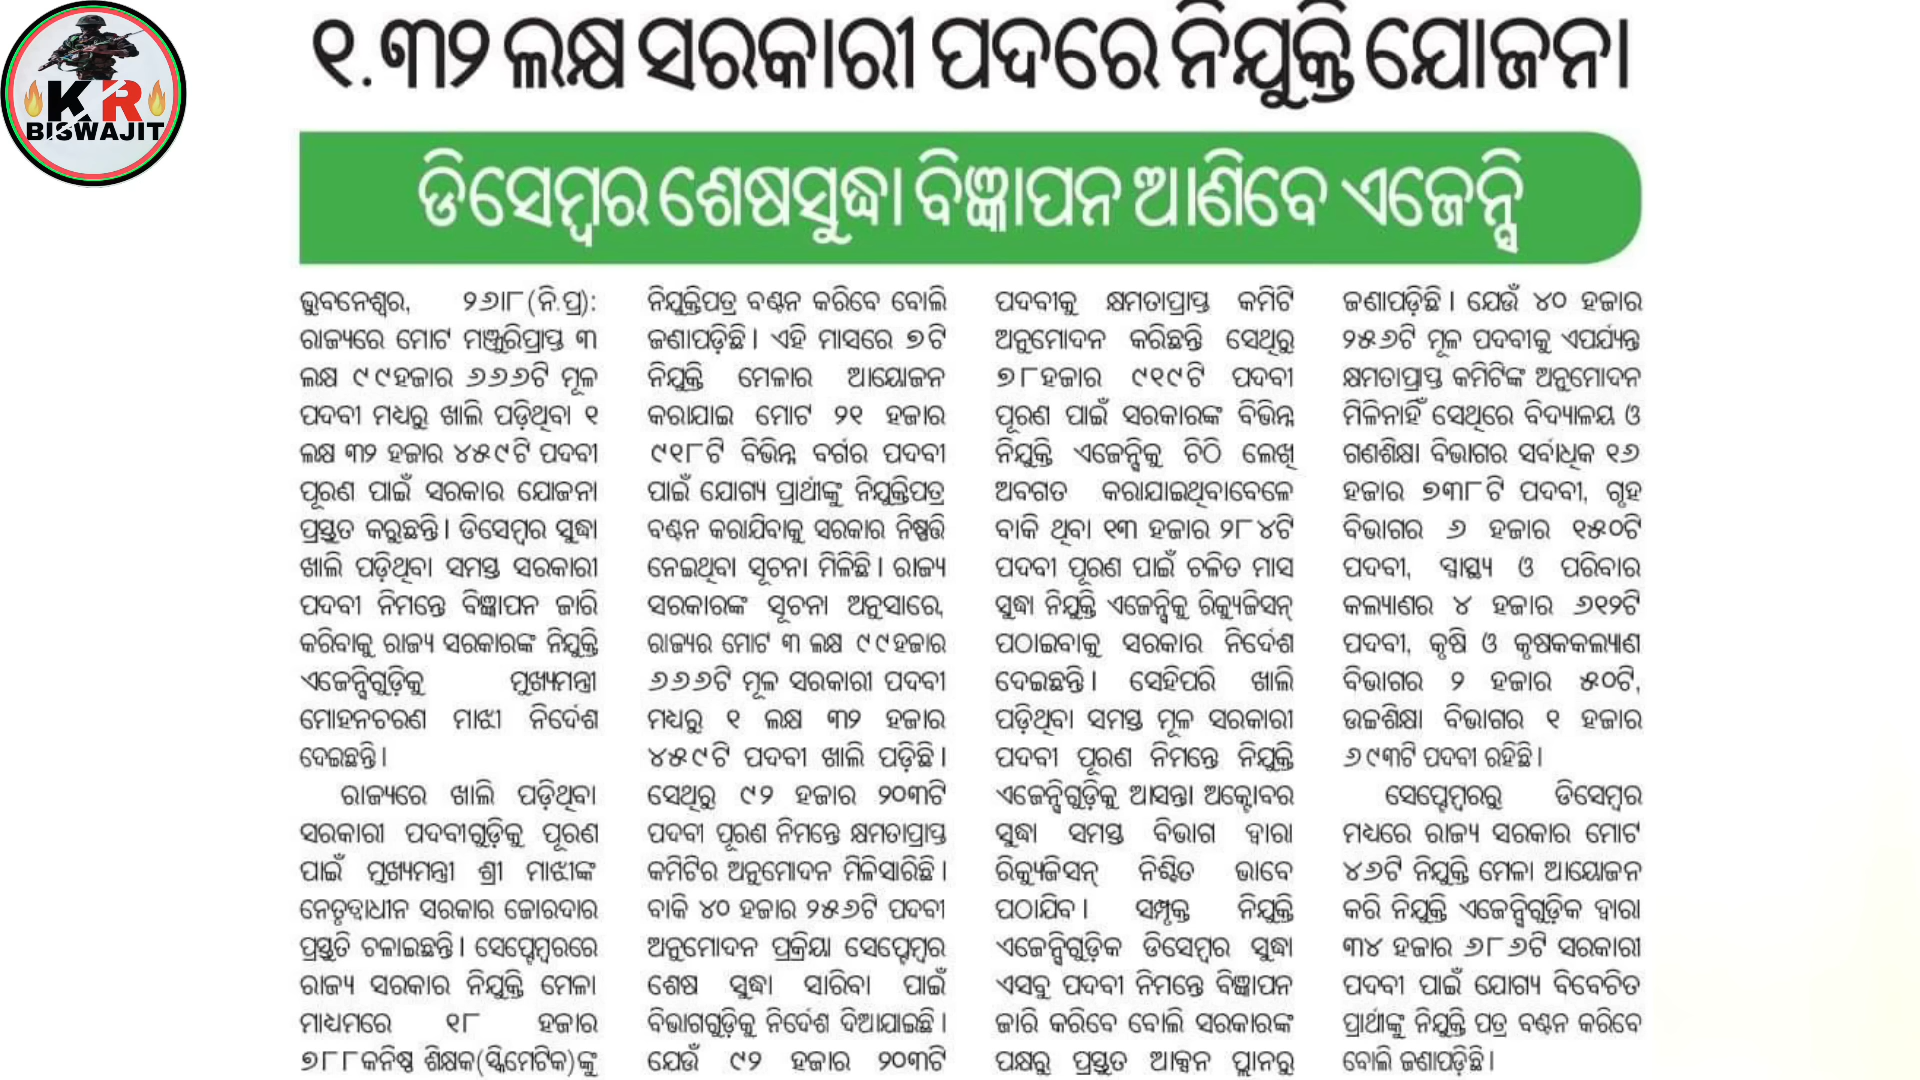 KR
BISWAJIT
୧.୩୨ ଲକ୍ଷ ସରକାରୀ ପଦରେ ନିଯୁକ୍ତି ଯୋଜନା
ଡିସେମ୍ବର ଶେଷସୁଦ୍ଧା ବିଜ୍ଞାପନ ଆଣିବେ ଏଜେନ୍ସି
ଭୁବନେଶ୍ୱର, ୨୬।୮(ନି.ପ୍ର):
ରାଜ୍ୟରେ ମୋଟ ମଞ୍ଜୁରିପ୍ରାପ୍ତ ୩
ଲକ୍ଷ ୯୯ହଜାର ୬୬୬ଟି ମୂଳ
ପଦବୀ ମଧ୍ୟରୁ ଖାଲି ପଡ଼ିଥିବା ୧
ଲକ୍ଷ ୩୨ ହଜାର ୪୫୯ଟି ପଦବୀ
ପୂରଣ ପାଇଁ ସରକାର ଯୋଜନା
ପ୍ରସ୍ତୁତ କରୁଛନ୍ତି। ଡିସେମ୍ବର ସୁଦ୍ଧା
ଖାଲି ପଡ଼ିଥିବା ସମସ୍ତ ସରକାରୀ
ପଦବୀ ନିମନ୍ତେ ବିଜ୍ଞାପନ ଜାରି
କରିବାକୁ ରାଜ୍ୟ ସରକାରଙ୍କ ନିଯୁକ୍ତି
ଏଜେନ୍ସିଗୁଡ଼ିକୁ ମୁଖ୍ୟମନ୍ତ୍ରୀ
ମୋହନଚରଣ ମାଝୀ ନିର୍ଦେଶ
ଦେଇଛନ୍ତି।
ରାଜ୍ୟରେ ଖାଲି ପଡ଼ିଥିବା
ସରକାରୀ ପଦବୀଗୁଡ଼ିକୁ ପୂରଣ
ପାଇଁ ମୁଖ୍ୟମନ୍ତ୍ରୀ ଶ୍ରୀ ମାଝୀଙ୍କ
ନେତୃତ୍ୱାଧୀନ ସରକାର ଜୋରଦାର
ପ୍ରସ୍ତୁତି ଚଳାଇଛନ୍ତି। ସେପ୍ଟେମ୍ବରରେ
ରାଜ୍ୟ ସରକାର ନିଯୁକ୍ତି ମେଳା
ମାଧ୍ୟମରେ ୧୮ ହଜାର
୭୮୮କନିଷ୍ଠ ଶିକ୍ଷକ(ସ୍କିମେଟିକ)ଙ୍କୁ
ନିଯୁକ୍ତିପତ୍ର ବଣ୍ଟନ କରିବେ ବୋଲି
ଜଣାପଡ଼ିଛି। ଏହି ମାସରେ ୭ଟି
ନିଯୁକ୍ତି ମେଳାର ଆୟୋଜନ
କରାଯାଇ ମୋଟ ୨୧ ହଜାର
୯୧୮ଟି ବିଭିନ୍ନ ବର୍ଗର ପଦବୀ
ପାଇଁ ଯୋଗ୍ୟ ପ୍ରାର୍ଥୀଙ୍କୁ ନିଯୁକ୍ତିପତ୍ର
ବଣ୍ଟନ କରାଯିବାକୁ ସରକାର ନିଷ୍ପତ୍ତି
ନେଇଥିବା ସୂଚନା ମିଳିଛି। ରାଜ୍ୟ
ସରକାରଙ୍କ ସୂଚନା ଅନୁସାରେ,
ରାଜ୍ୟର ମୋଟ ୩ ଲକ୍ଷ ୯୯ହଜାର
୬୬୬ଟି ମୂଳ ସରକାରୀ ପଦବୀ
ମଧ୍ୟରୁ ୧ ଲକ୍ଷ ୩୨ ହଜାର
୪୫୯ଟି ପଦବୀ ଖାଲି ପଡ଼ିଛି।
ସେଥିରୁ ୯୨ ହଜାର ୨୦୩ଟି
ପଦବୀ ପୂରଣ ନିମନ୍ତେ କ୍ଷମତାପ୍ରାପ୍ତ
କମିଟିର ଅନୁମୋଦନ ମିଳିସାରିଛି।
ବାକି ୪୦ ହଜାର ୨୫୬ଟି ପଦବୀ
ଅନୁମୋଦନ ପ୍ରକ୍ରିୟା ସେପ୍ଟେମ୍ବର
ଶେଷ ସୁଦ୍ଧା ସାରିବା ପାଇଁ
ବିଭାଗଗୁଡ଼ିକୁ ନିର୍ଦେଶ ଦିଆଯାଇଛି।
ଯେଉଁ ୯୨ ହଜାର ୨୦୩ଟି
ପଦବୀକୁ କ୍ଷମତାପ୍ରାପ୍ତ କମିଟି
ଅନୁମୋଦନ କରିଛନ୍ତି ସେଥିରୁ
୭୮ହଜାର ୯୧୯ଟି ପଦବୀ
ପୂରଣ ପାଇଁ ସରକାରଙ୍କ ବିଭିନ୍ନ
ନିଯୁକ୍ତି ଏଜେନ୍ସିକୁ ଚିଠି ଲେଖି
ଅବଗତ କରାଯାଇଥିବାବେଳେ
ବାକି ଥିବା ୧୩ ହଜାର ୨୮୪ଟି
ପଦବୀ ପୂରଣ ପାଇଁ ଚଳିତ ମାସ
ସୁଦ୍ଧା ନିଯୁକ୍ତି ଏଜେନ୍ସିକୁ ରିକ୍ୟୁଜିସନ୍
ପଠାଇବାକୁ ସରକାର ନିର୍ଦେଶ
ଦେଇଛନ୍ତି। ସେହିପରି ଖାଲି
ପଡ଼ିଥିବା ସମସ୍ତ ମୂଳ ସରକାରୀ
ପଦବୀ ପୂରଣ ନିମନ୍ତେ ନିଯୁକ୍ତି
ଏଜେନ୍ସିଗୁଡ଼ିକୁ ଆସନ୍ତା ଅକ୍ଟୋବର
ସୁଦ୍ଧା ସମସ୍ତ ବିଭାଗ ଦ୍ୱାରା
ରିକ୍ୟୁଜିସନ୍ ନିଶ୍ଚିତ ଭାବେ
ପଠାଯିବ। ସମ୍ପୃକ୍ତ ନିଯୁକ୍ତି
ଏଜେନ୍ସିଗୁଡ଼ିକ ଡିସେମ୍ବର ସୁଦ୍ଧା
ଏସବୁ ପଦବୀ ନିମନ୍ତେ ବିଜ୍ଞାପନ
ଜାରି କରିବେ ବୋଲି ସରକାରଙ୍କ
ପକ୍ଷରୁ ପ୍ରସ୍ତୁତ ଆକ୍ସନ ପ୍ଲାନରୁ
ଜଣାପଡ଼ିଛି। ଯେଉଁ ୪୦ ହଜାର
୨୫୬ଟି ମୂଳ ପଦବୀକୁ ଏପର୍ଯ୍ୟନ୍ତ
କ୍ଷମତାପ୍ରାପ୍ତ କମିଟିଙ୍କ ଅନୁମୋଦନ
ମିଳିନାହିଁ ସେଥିରେ ବିଦ୍ୟାଳୟ ଓ
ଗଣଶିକ୍ଷା ବିଭାଗର ସର୍ବାଧିକ ୧୬
ହଜାର ୭୩୮ଟି ପଦବୀ, ଗୃହ
ବିଭାଗର ୬ ହଜାର ୧୫୦ଟି
ପଦବୀ, ସ୍ୱାସ୍ଥ୍ୟ ଓ ପରିବାର
କଲ୍ୟାଣର ୪ ହଜାର ୬୧୨ଟି
ପଦବୀ, କୃଷି ଓ କୃଷକକଲ୍ୟାଣ
ବିଭାଗର ୨ ହଜାର ୫୦ଟି,
ଉଚ୍ଚଶିକ୍ଷା ବିଭାଗର ୧ ହଜାର
୬୯୩ଟି ପଦବୀ ରହିଛି।
ସେପ୍ଟେମ୍ବରରୁ ଡିସେମ୍ବର
ମଧ୍ୟରେ ରାଜ୍ୟ ସରକାର ମୋଟ
୪୬ଟି ନିଯୁକ୍ତି ମେଳା ଆୟୋଜନ
କରି ନିଯୁକ୍ତି ଏଜେନ୍ସିଗୁଡ଼ିକ ଦ୍ୱାରା
୩୪ ହଜାର ୬୮୬ଟି ସରକାରୀ
ପଦବୀ ପାଇଁ ଯୋଗ୍ୟ ବିବେଚିତ
ପ୍ରାର୍ଥୀଙ୍କୁ ନିଯୁକ୍ତି ପତ୍ର ବଣ୍ଟନ କରିବେ
ବୋଲି ଜଣାପଡ଼ିଛି।